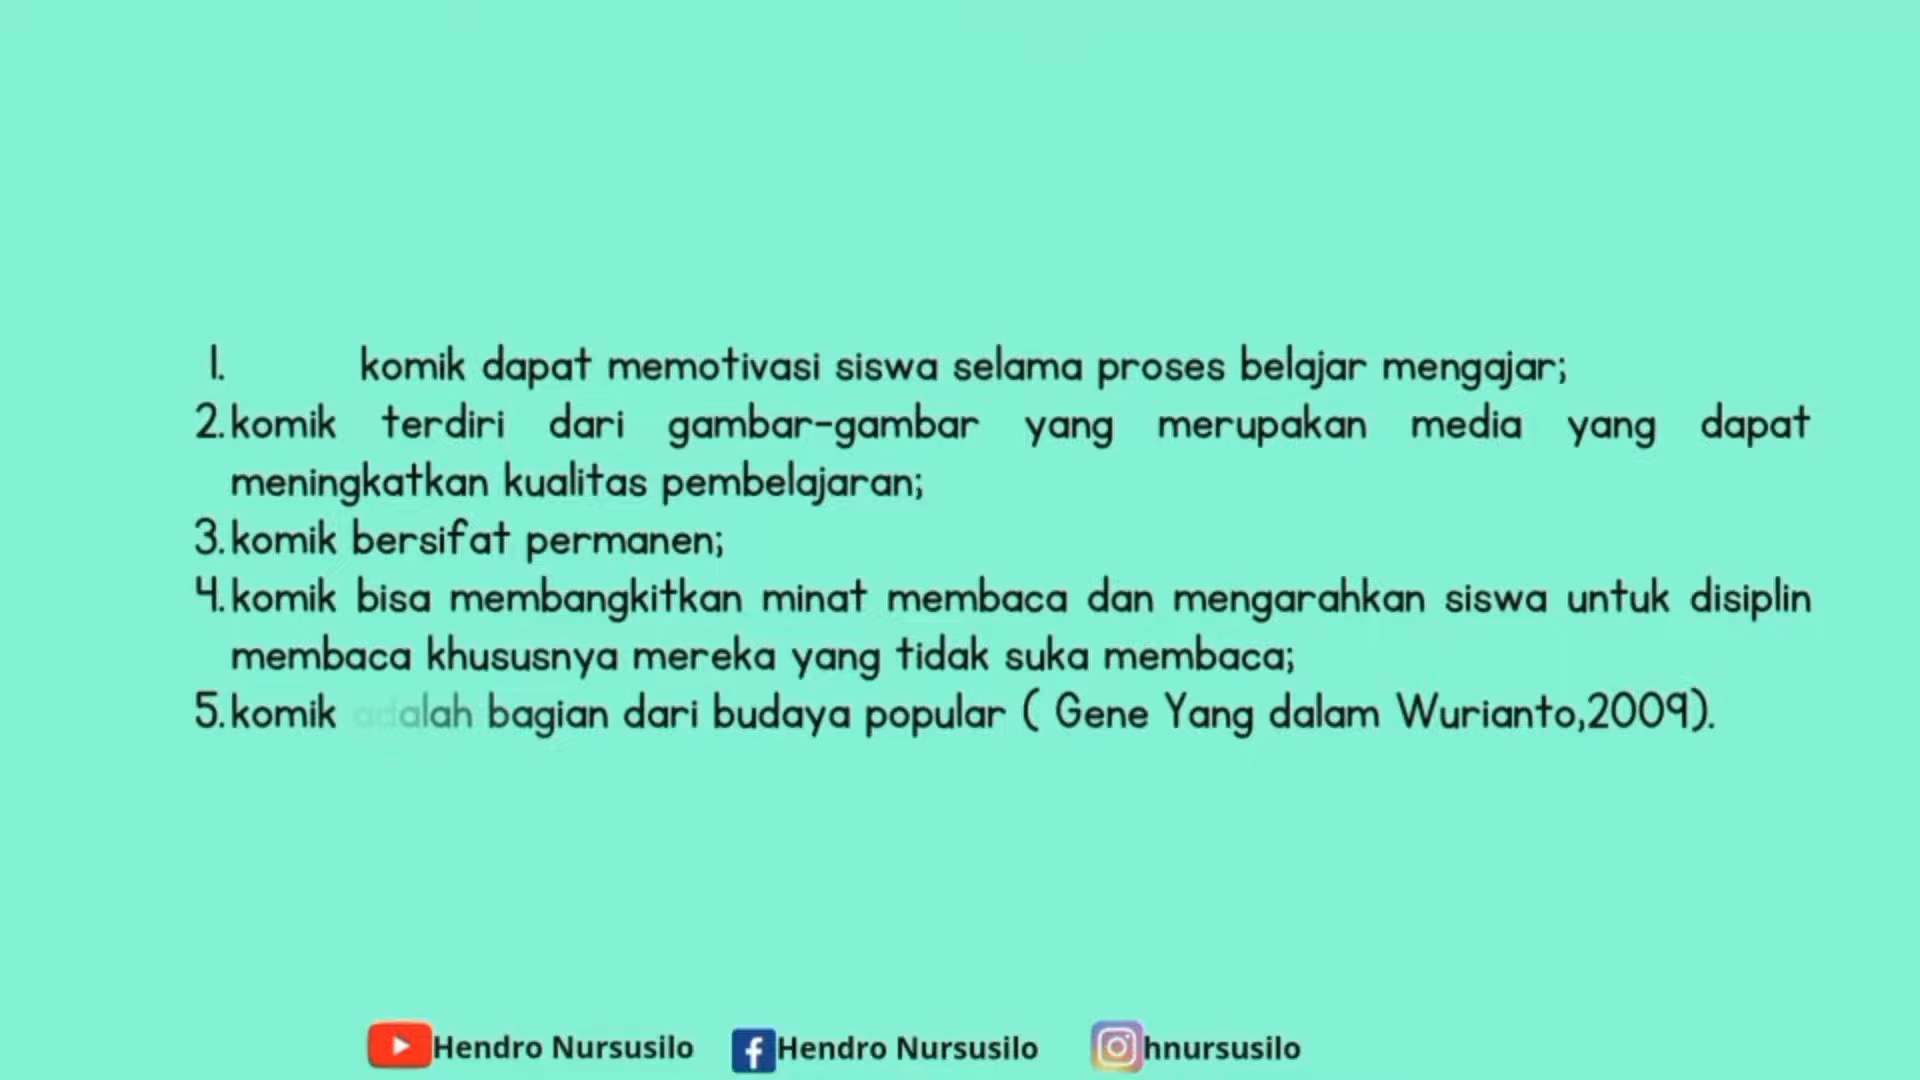 1. komik dapat memotivasi siswa selama proses belajar mengajar;
2. komik terdiri dari gambar-gambar yang merupakan media yang dapat
meningkatkan kualitas pembelajaran;
3. komik bersifat permanen;
4. komik bisa membangkitkan minat membaca dan mengarahkan siswa untuk disiplin
membaca khususnya mereka yang tidak suka membaca;
5. komik adalah bagian dari budaya popular ( Gene Yang dalam Wurianto,2009).
Hendro Nursusilo Hendro Nursusilo hnursusilo